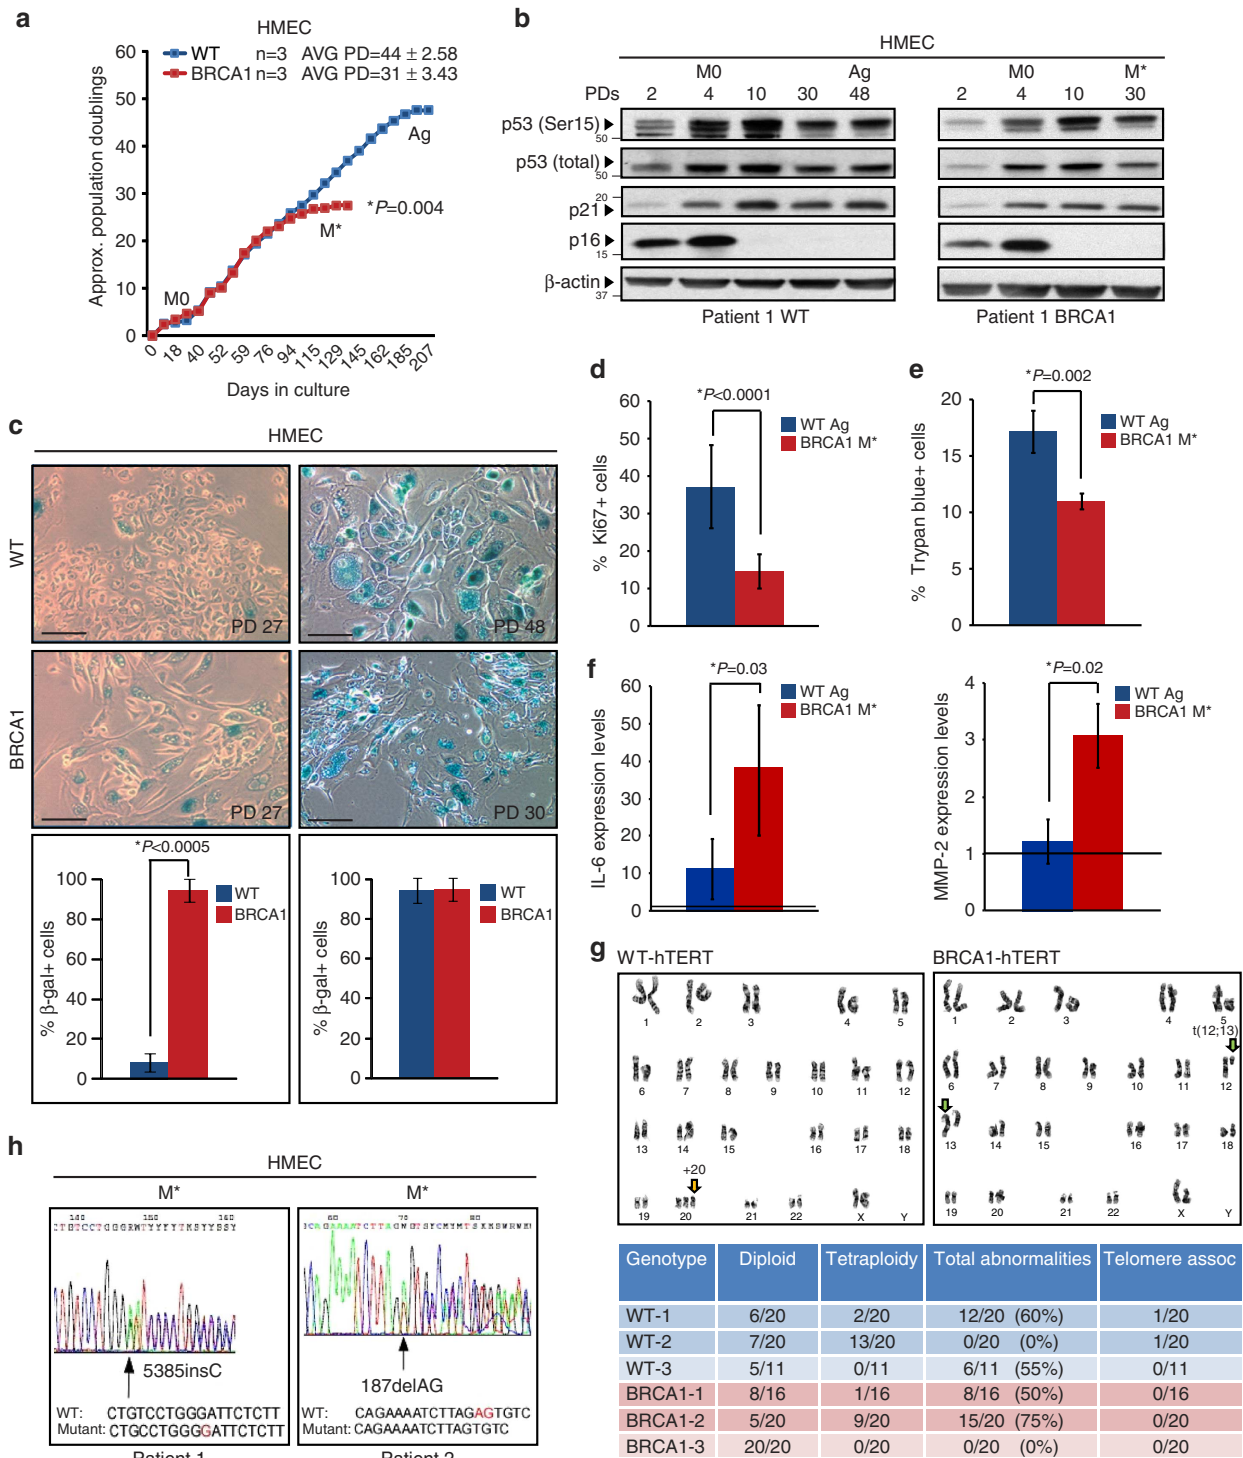 a
HMEC
WT n=3 AVG PD=44 ± 2.58
BRCA1 n=3 AVG PD=31 ± 3.43
Approx. population doublings
60
50
40
30
20
10
0
Ag
*P=0.004
M*
M0
0 18 40 52 59 76 94 115 129 145 162 185 207
Days in culture
b
HMEC
M0 Ag M0 M*
PDs 2 4 10 30 48 2 4 10 30
p53 (Ser15)
50
p53 (total)
50
20
p21
p16
15
β-actin
37
Patient 1 WT Patient 1 BRCA1
c
HMEC
WT
PD 27 PD 48
BRCA1
PD 27 PD 30
*P<0.0005
% β-gal+ cells
100
80
60
40
20
0
WT
BRCA1
% β-gal+ cells
100
80
60
40
20
0
WT
BRCA1
d
*P<0.0001
% Ki67+ cells
60
50
40
30
20
10
0
WT Ag
BRCA1 M*
e
*P=0.002
% Trypan blue+ cells
20
15
10
5
0
WT Ag
BRCA1 M*
f
*P=0.03
IL-6 expression levels
60
50
40
30
20
10
0
WT Ag
BRCA1 M*
*P=0.02
MMP-2 expression levels
4
3
2
1
0
WT Ag
BRCA1 M*
g
WT-hTERT
1 2 3 4 5
6 7 8 9 10 11 12
13 14 15 16 17 18
+20
19 20 21 22 X Y
BRCA1-hTERT
1 2 3 4 5
t(12;13)
6 7 8 9 10 11 12
13 14 15 16 17 18
19 20 21 22 X Y
Genotype Diploid Tetraploidy Total abnormalities Telomere assoc
WT-1 6/20 2/20 12/20 (60%) 1/20
WT-2 7/20 13/20 0/20 (0%) 1/20
WT-3 5/11 0/11 6/11 (55%) 0/11
BRCA1-1 8/16 1/16 8/16 (50%) 0/16
BRCA1-2 5/20 9/20 15/20 (75%) 0/20
BRCA1-3 20/20 0/20 0/20 (0%) 0/20
h
HMEC
M* M*
140 150 160
5385insC
WT: CTGTCCTGGGATTCTCTT
Mutant: CTGCCTGGGGATTCTCTT
Patient 1
60 70 80
187delAG
WT: CAGAAAATCTTAGAGTGTC
Mutant: CAGAAAATCTTAGTGTC
Patient 2